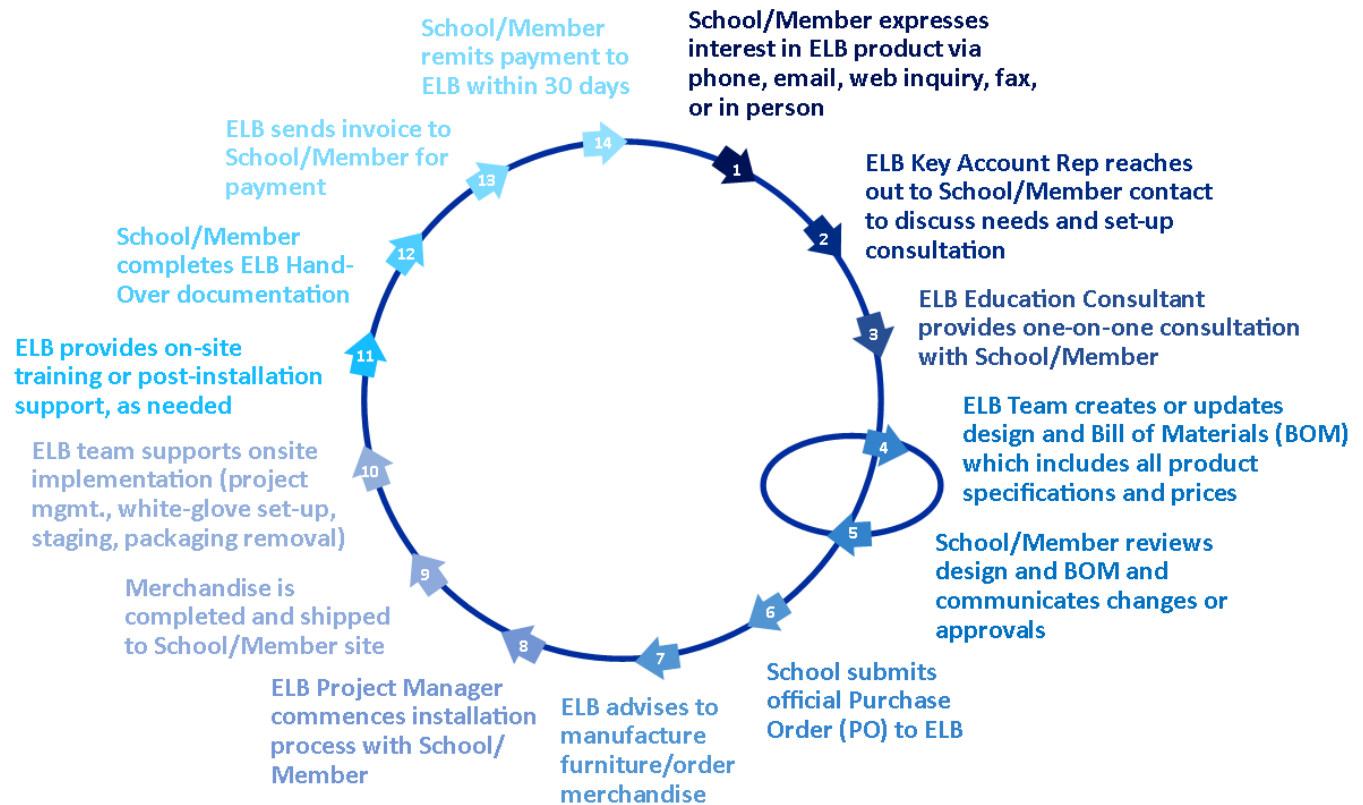 School/Member expresses
interest in ELB product via
phone, email, web inquiry, fax,
or in person
1
ELB Key Account Rep reaches
out to School/Member contact
to discuss needs and set-up
consultation
2
ELB Education Consultant
provides one-on-one consultation
with School/Member
3
ELB Team creates or updates
design and Bill of Materials (BOM)
which includes all product
specifications and prices
4
School/Member reviews
design and BOM and
communicates changes or
approvals
5
School submits
official Purchase
Order (PO) to ELB
6
ELB advises to
manufacture
furniture/order
merchandise
7
ELB Project Manager
commences installation
process with School/
Member
8
Merchandise is
completed and shipped
to School/Member site
9
ELB team supports onsite
implementation (project
mgmt., white-glove set-up,
staging, packaging removal)
10
ELB provides on-site
training or post-installation
support, as needed
11
School/Member
completes ELB Hand-
Over documentation
12
ELB sends invoice to
School/Member for
payment
13
School/Member
remits payment to
ELB within 30 days
14